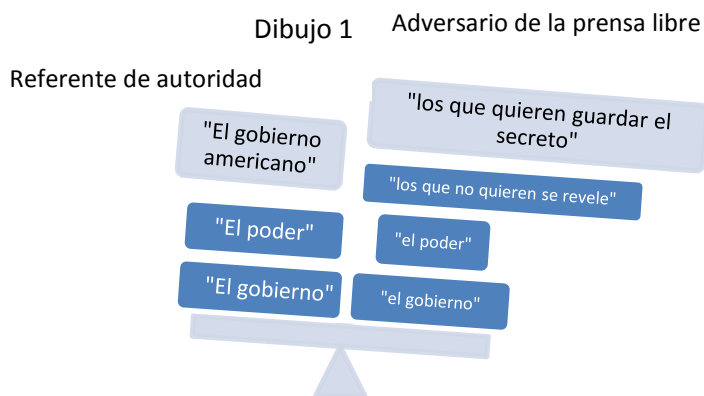 Dibujo 1
Adversario de la prensa libre
Referente de autoridad
"El gobierno
americano"
"El poder"
"El gobierno"
"los que quieren guardar el
secreto"
"los que no quieren se revele"
"el poder"
"el gobierno"